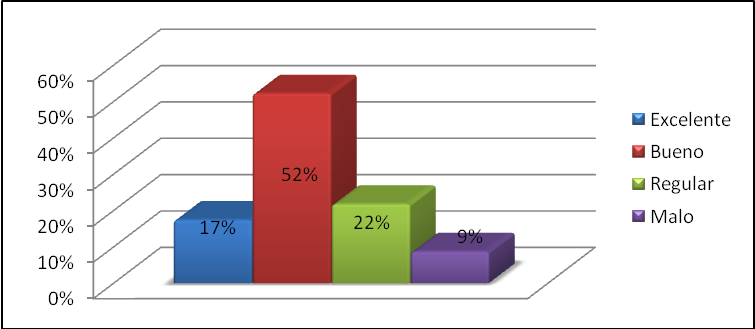 60%
50%
40%
30%
20%
10%
0%
17%
52%
22%
9%
Excelente
Bueno
Regular
Malo